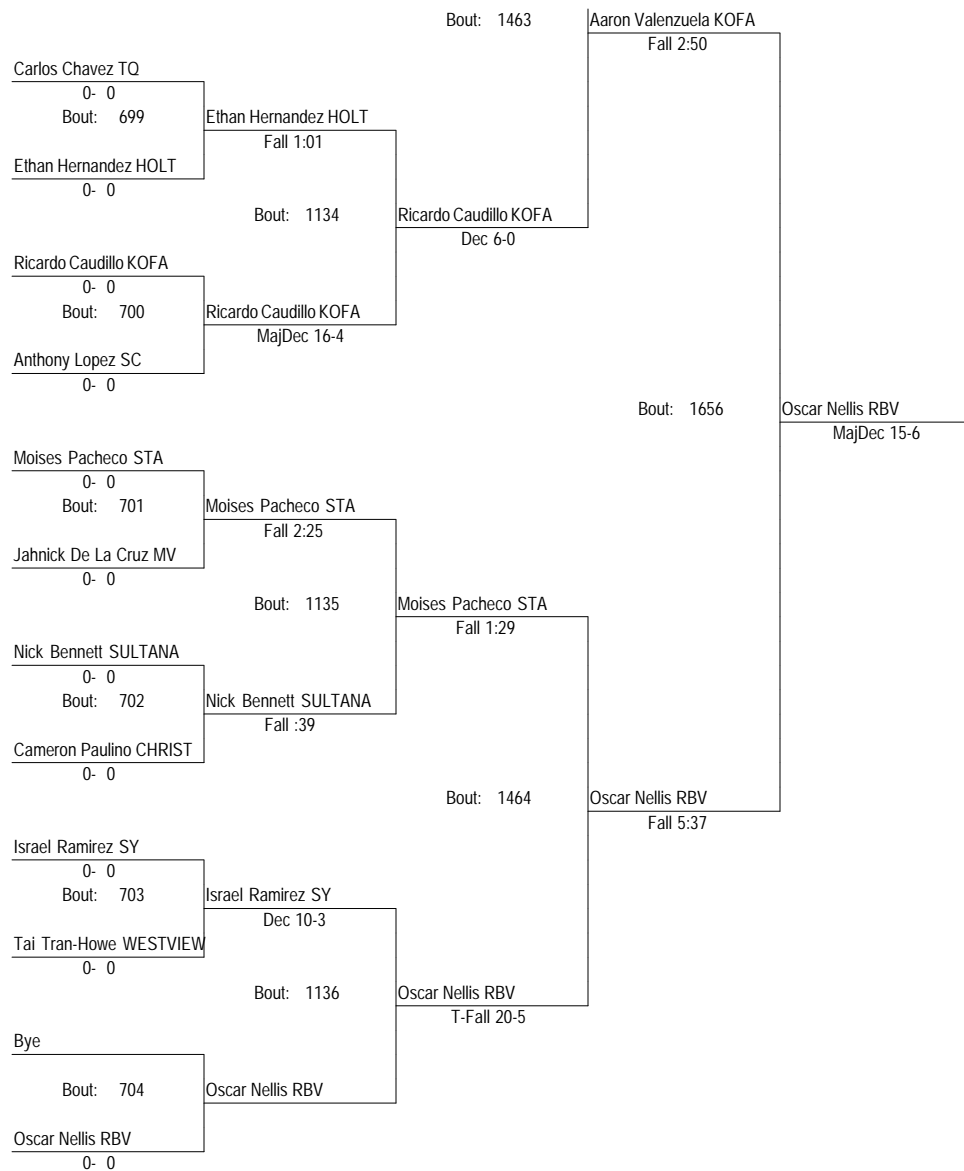 Bout: 1463 Aaron Valenzuela KOFA
Fall 2:50
Carlos Chavez TQ
0- 0
Bout: 699 Ethan Hernandez HOLT
Fall 1:01
Ethan Hernandez HOLT
0- 0
Bout: 1134 Ricardo Caudillo KOFA
Dec 6-0
Ricardo Caudillo KOFA
0- 0
Bout: 700 Ricardo Caudillo KOFA
MajDec 16-4
Anthony Lopez SC
0- 0
Bout: 1656 Oscar Nellis RBV
MajDec 15-6
Moises Pacheco STA
0- 0
Bout: 701 Moises Pacheco STA
Fall 2:25
Jahnick De La Cruz MV
0- 0
Bout: 1135 Moises Pacheco STA
Fall 1:29
Nick Bennett SULTANA
0- 0
Bout: 702 Nick Bennett SULTANA
Fall :39
Cameron Paulino CHRIST
0- 0
Bout: 1464 Oscar Nellis RBV
Fall 5:37
Israel Ramirez SY
0- 0
Bout: 703 Israel Ramirez SY
Dec 10-3
Tai Tran-Howe WESTVIEW
0- 0
Bout: 1136 Oscar Nellis RBV
T-Fall 20-5
Bye
Bout: 704 Oscar Nellis RBV
Oscar Nellis RBV
0- 0